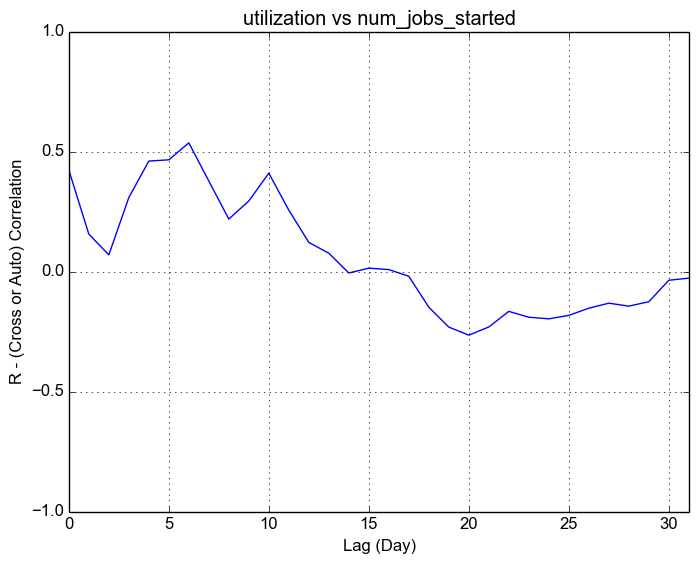 utilization vs num_jobs_started
R - (Cross or Auto) Correlation
1.0
0.5
0.0
−0.5
−1.0
0 5 10 15 20 25 30
Lag (Day)